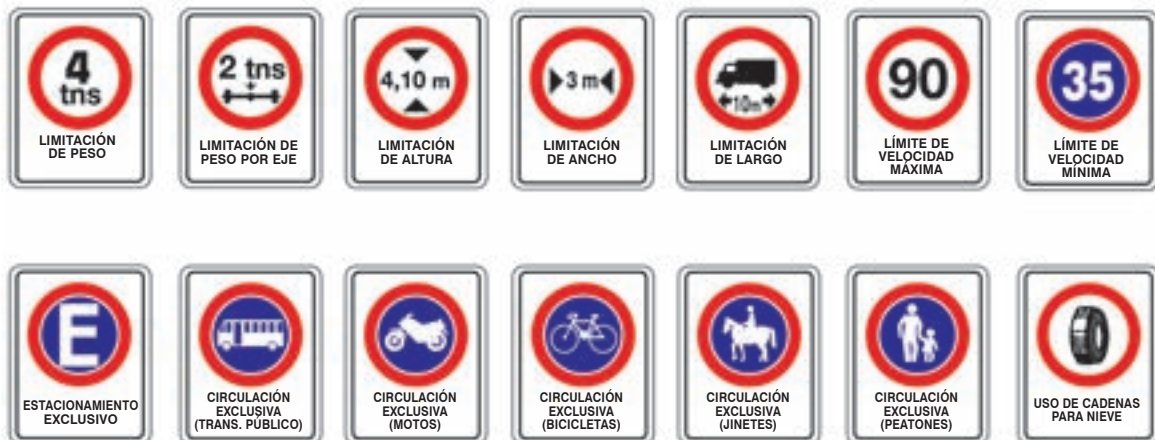 4
tns
LIMITACIÓN
DE PESO
2 tns
LIMITACIÓN DE
PESO POR EJE
4,10 m
LIMITACIÓN
DE ALTURA
3 m
LIMITACIÓN
DE ANCHO
10m
LIMITACIÓN
DE LARGO
90
LÍMITE DE
VELOCIDAD
MÁXIMA
35
LÍMITE DE
VELOCIDAD
MÍNIMA
E
ESTACIONAMIENTO
EXCLUSIVO
CIRCULACIÓN
EXCLUSIVA
(TRANS. PÚBLICO)
CIRCULACIÓN
EXCLUSIVA
(MOTOS)
CIRCULACIÓN
EXCLUSIVA
(BICICLETAS)
CIRCULACIÓN
EXCLUSIVA
(JINETES)
CIRCULACIÓN
EXCLUSIVA
(PEATONES)
USO DE CADENAS
PARA NIEVE